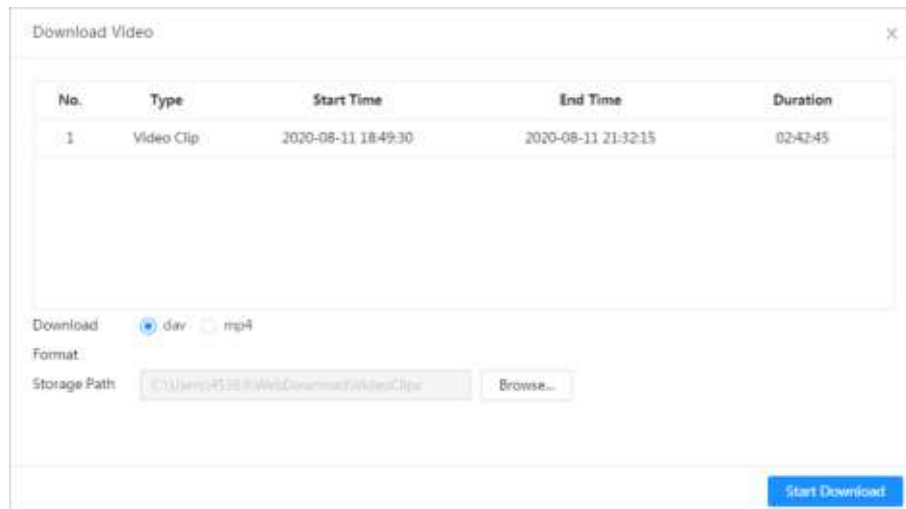 Download Video
No. Type Start Time End Time Duration
1 Video Clip 2020-08-11 18:49:30 2020-08-11 21:32:15 02:42:45
Download dav mp4
Format
Storage Path Browse...
Start Download